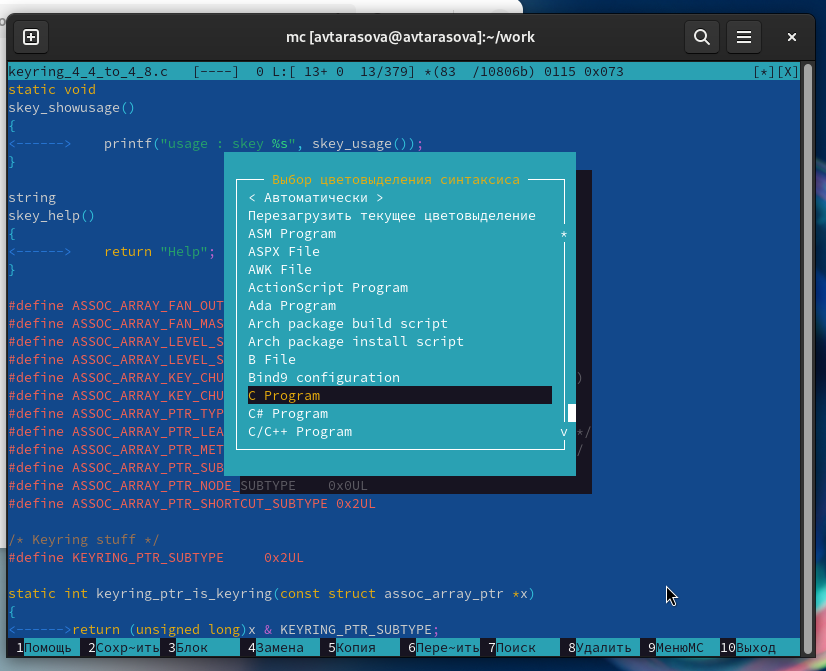 mc [avtarasova@avtarasova]:~/work
keyring_4_4_to_4_8.c   [----]  0 L:[ 13+ 0  13/379] *(83  /10806b) 0115 0x073 [*][X]
static void
skey_showusage()
{
<------>    printf("usage : skey %s", skey_usage());
}
string
skey_help()
{
<------>    return "Help";
}
Выбор цветовыделения синтаксиса
< Автоматически >
Перезагрузить текущее цветовыделение
ASM Program *
ASPX File
AWK File
ActionScript Program
Ada Program
Arch package build script
Arch package install script
B File
Bind9 configuration
C Program
C# Program
C/C++ Program v
#define ASSOC_ARRAY_FAN_OUT
#define ASSOC_ARRAY_FAN_MAS
#define ASSOC_ARRAY_LEVEL_S
#define ASSOC_ARRAY_LEVEL_S
#define ASSOC_ARRAY_KEY_CHU )
#define ASSOC_ARRAY_KEY_CHU
#define ASSOC_ARRAY_PTR_TYP
#define ASSOC_ARRAY_PTR_LEA */
#define ASSOC_ARRAY_PTR_MET /
#define ASSOC_ARRAY_PTR_SUB
#define ASSOC_ARRAY_PTR_NODE_SUBTYPE    0x0UL
#define ASSOC_ARRAY_PTR_SHORTCUT_SUBTYPE 0x2UL
/* Keyring stuff */
#define KEYRING_PTR_SUBTYPE     0x2UL
static int keyring_ptr_is_keyring(const struct assoc_array_ptr *x)
{
<------>return (unsigned long)x & KEYRING_PTR_SUBTYPE;
1Помощь 2Сохр~ить 3Блок 4Замена 5Копия 6Пере~ить 7Поиск 8Удалить 9МенюMC 10Выход